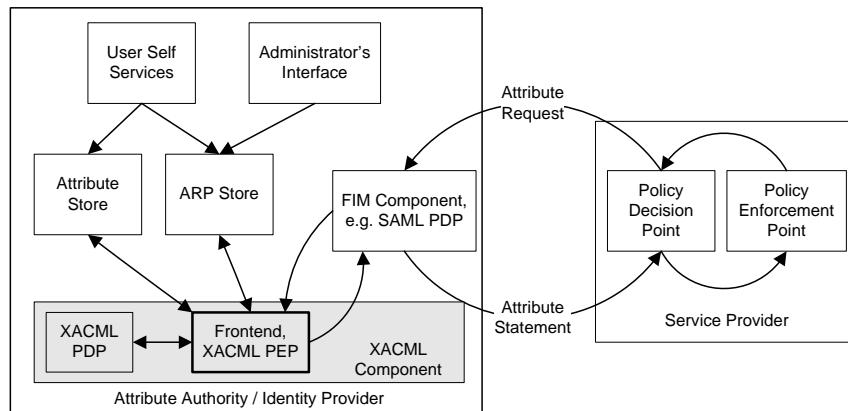 User Self
Services
Administrator's
Interface
Attribute
Request
Attribute
Store
ARP Store
FIM Component,
e.g. SAML PDP
Policy
Decision
Point
Policy
Enforcement
Point
Attribute
Statement
Service Provider
XACML
PDP
Frontend,
XACML PEP
XACML
Component
Attribute Authority / Identity Provider